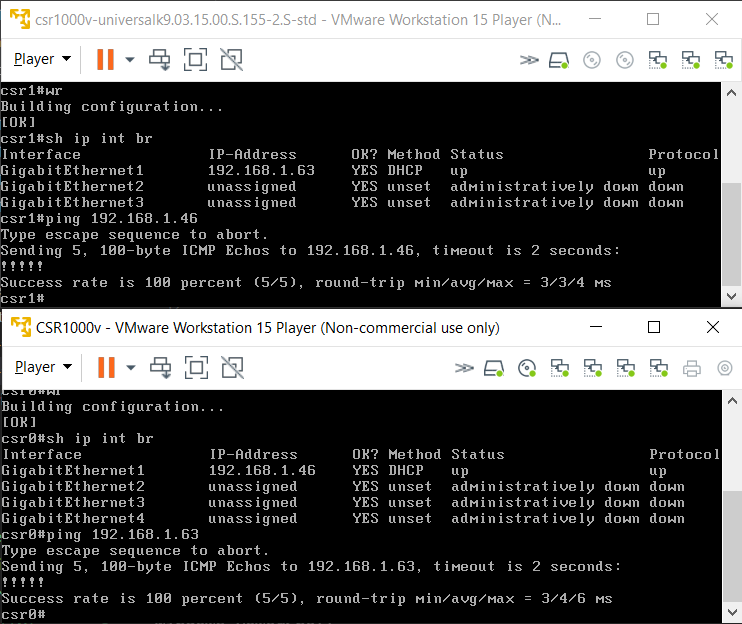 csr1000v-universalk9.03.15.00.S.155-2.S-std - VMware Workstation 15 Player (N...
Player
csr1#wr
Building configuration...
[OK]
csr1#sh ip int br
Interface IP-Address OK? Method Status Protocol
GigabitEthernet1 192.168.1.63 YES DHCP up up
GigabitEthernet2 unassigned YES unset administratively down down
GigabitEthernet3 unassigned YES unset administratively down down
csr1#ping 192.168.1.46
Type escape sequence to abort.
Sending 5, 100-byte ICMP Echos to 192.168.1.46, timeout is 2 seconds:
!!!!!
Success rate is 100 percent (5/5), round-trip min/avg/max = 3/3/4 ms
csr1#
CSR1000v - VMware Workstation 15 Player (Non-commercial use only)
Player
csr0#wr
Building configuration...
[OK]
csr0#sh ip int br
Interface IP-Address OK? Method Status Protocol
GigabitEthernet1 192.168.1.46 YES DHCP up up
GigabitEthernet2 unassigned YES unset administratively down down
GigabitEthernet3 unassigned YES unset administratively down down
GigabitEthernet4 unassigned YES unset administratively down down
csr0#ping 192.168.1.63
Type escape sequence to abort.
Sending 5, 100-byte ICMP Echos to 192.168.1.63, timeout is 2 seconds:
!!!!!
Success rate is 100 percent (5/5), round-trip min/avg/max = 3/4/6 ms
csr0#